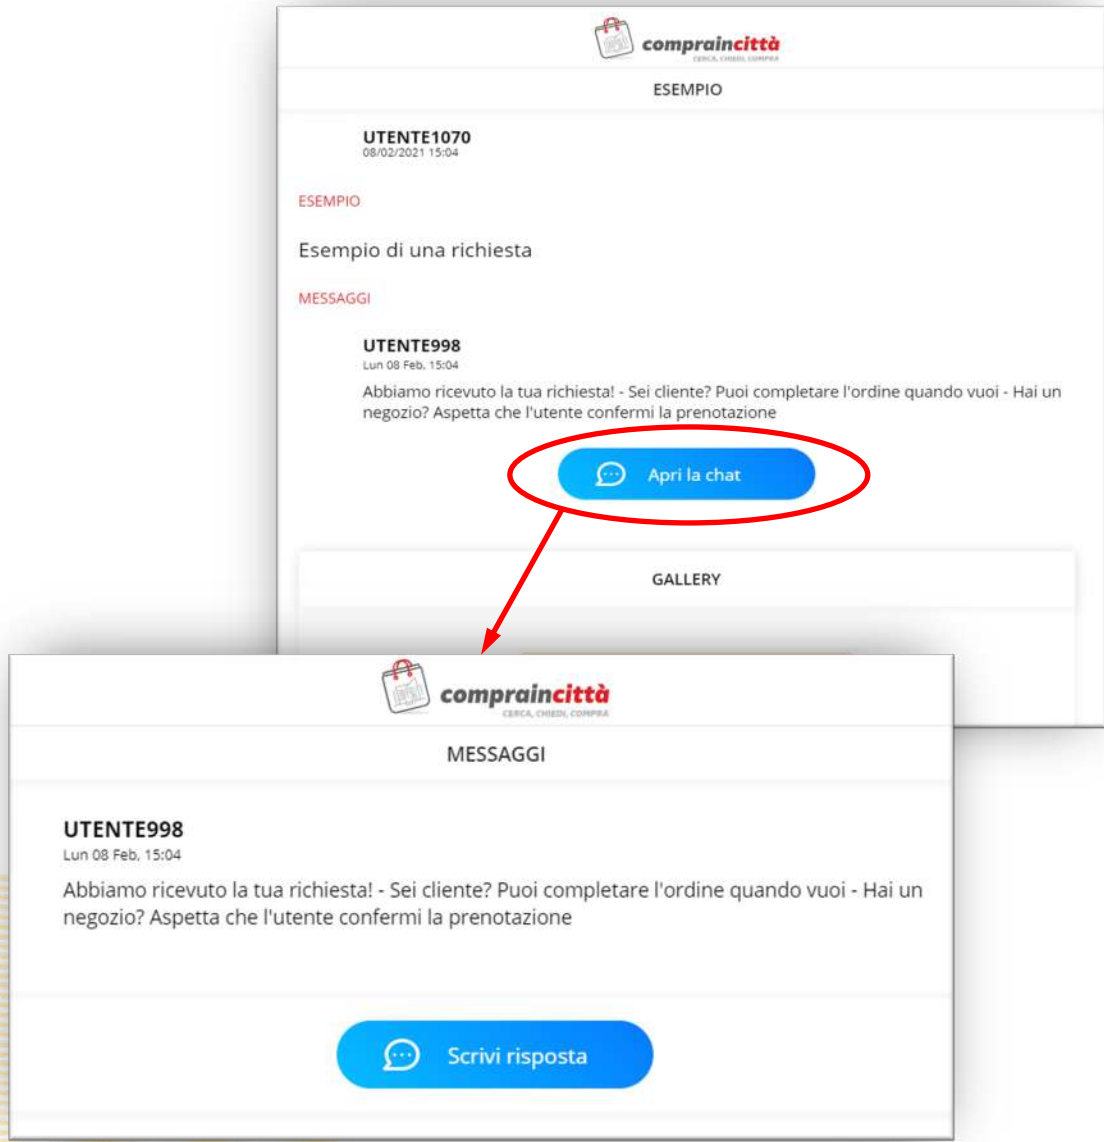 compraincittà
CERCA, CHIEDI, COMPRA
ESEMPIO
UTENTE1070
08/02/2021 15:04
ESEMPIO
Esempio di una richiesta
MESSAGGI
UTENTE998
Lun 08 Feb, 15:04
Abbiamo ricevuto la tua richiesta! - Sei cliente? Puoi completare l'ordine quando vuoi - Hai un
negozio? Aspetta che l'utente confermi la prenotazione
Apri la chat
GALLERY
compraincittà
CERCA, CHIEDI, COMPRA
MESSAGGI
UTENTE998
Lun 08 Feb, 15:04
Abbiamo ricevuto la tua richiesta! - Sei cliente? Puoi completare l'ordine quando vuoi - Hai un
negozio? Aspetta che l'utente confermi la prenotazione
Scrivi risposta